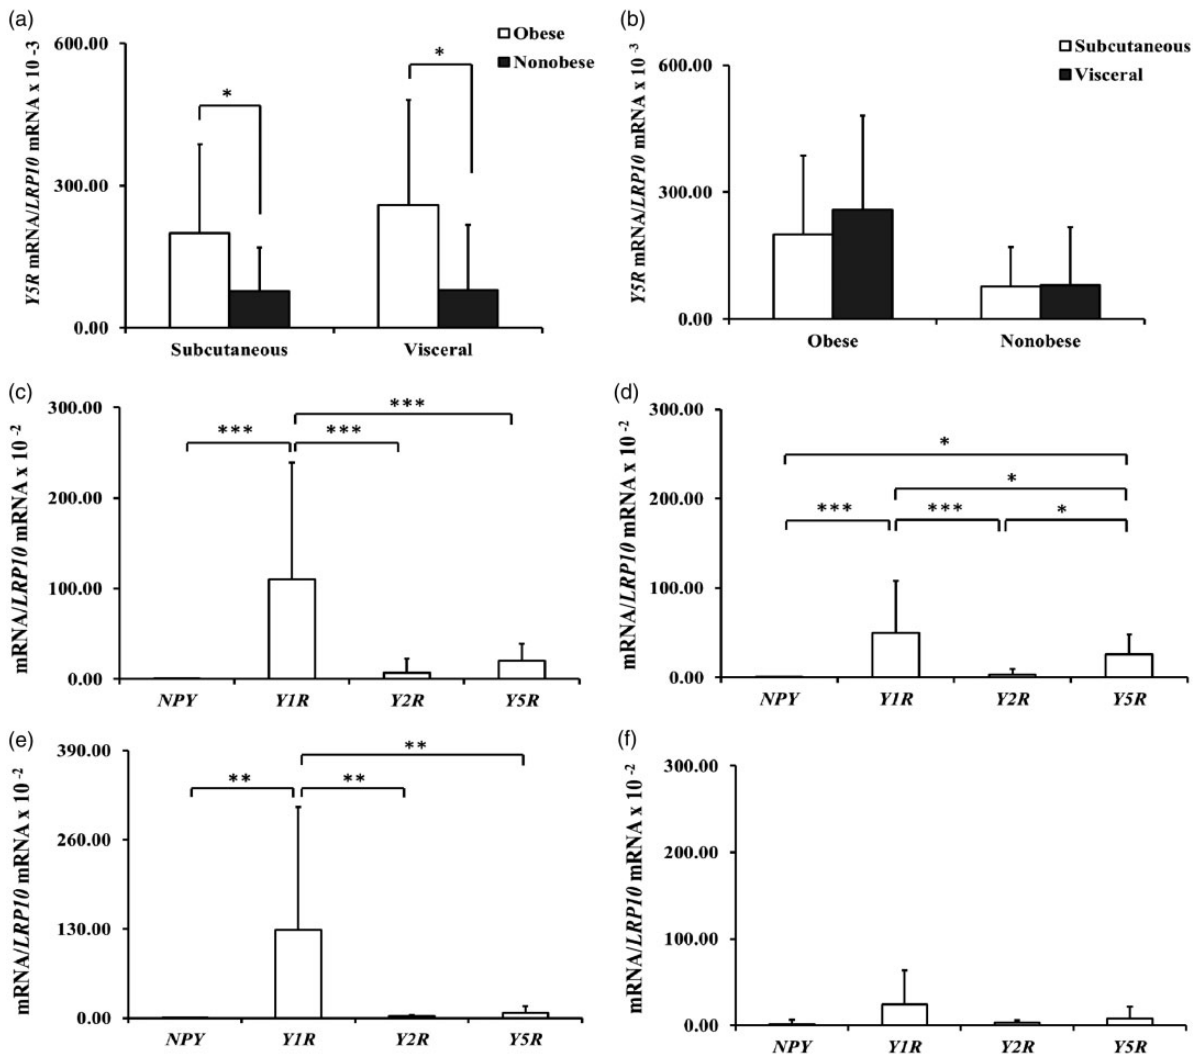 (a)
Obese
Nonobese
Y5R mRNA/LRP10 mRNA x 10 -3
600.00
300.00
0.00
*
*
Subcutaneous Visceral
(b)
Subcutaneous
Visceral
Y5R mRNA/LRP10 mRNA x 10 -3
600.00
300.00
0.00
Obese Nonobese
(c)
mRNA/LRP10 mRNA x 10 -2
300.00
200.00
100.00
0.00
***
*** ***
NPY Y1R Y2R Y5R
(d)
mRNA/LRP10 mRNA x 10 -2
300.00
200.00
100.00
0.00
*
*
*** *** *
NPY Y1R Y2R Y5R
(e)
mRNA/LRP10 mRNA x 10 -2
390.00
260.00
130.00
0.00
**
** **
NPY Y1R Y2R Y5R
(f)
mRNA/LRP10 mRNA x 10 -2
300.00
200.00
100.00
0.00
NPY Y1R Y2R Y5R